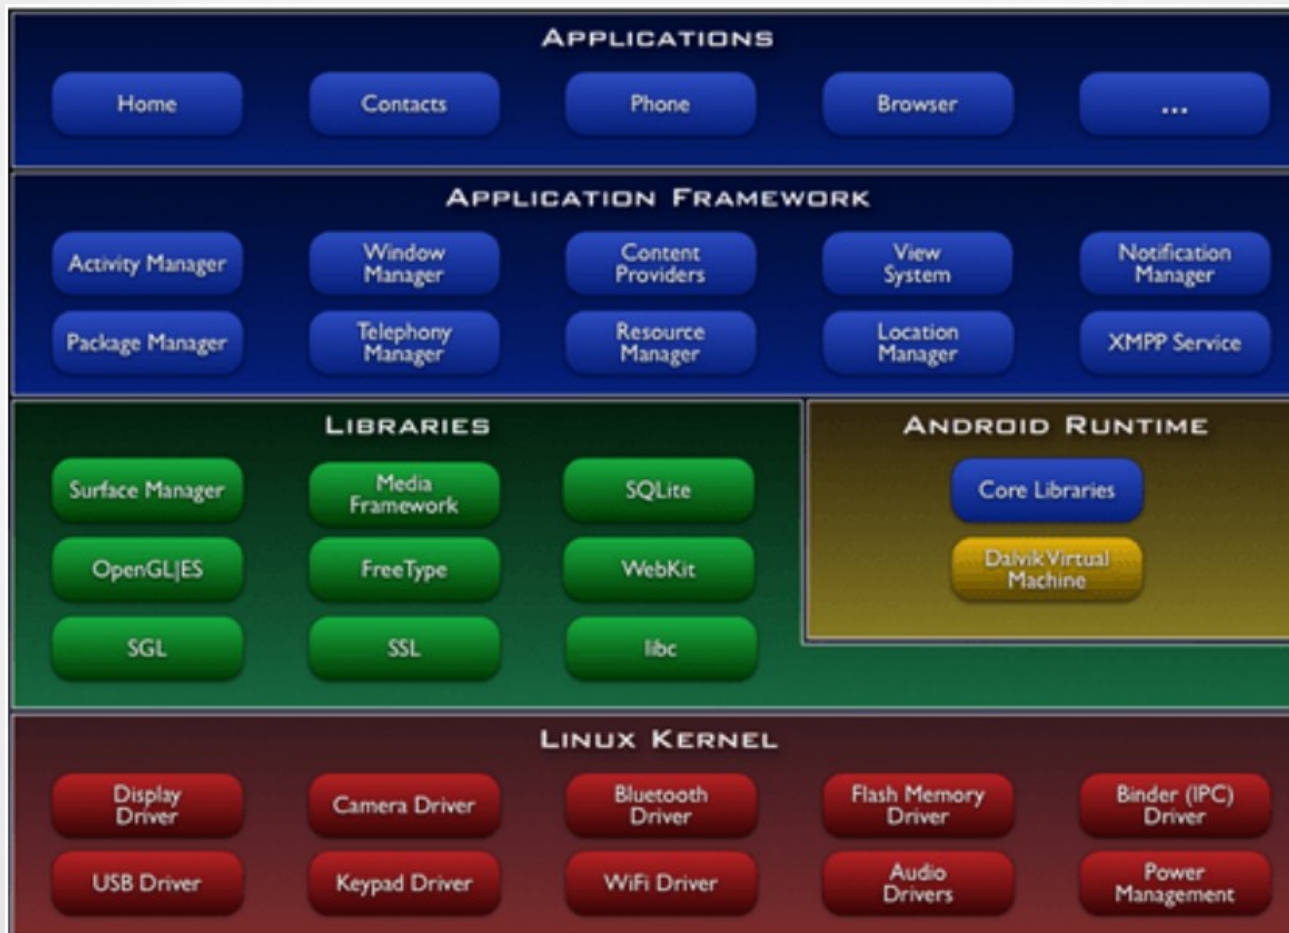 APPLICATIONS
Home
Contacts
Phone
Browser
...
APPLICATION FRAMEWORK
Activity Manager
Window
Manager
Content
Providers
View
System
Notification
Manager
Package Manager
Telephony
Manager
Resource
Manager
Location
Manager
XMPP Service
LIBRARIES
Surface Manager
Media
Framework
SQLite
OpenGL|ES
FreeType
WebKit
SGL
SSL
libc
ANDROID RUNTIME
Core Libraries
Dalvik Virtual
Machine
LINUX KERNEL
Display
Driver
Camera Driver
Bluetooth
Driver
Flash Memory
Driver
Binder (IPC)
Driver
USB Driver
Keypad Driver
WiFi Driver
Audio
Drivers
Power
Management